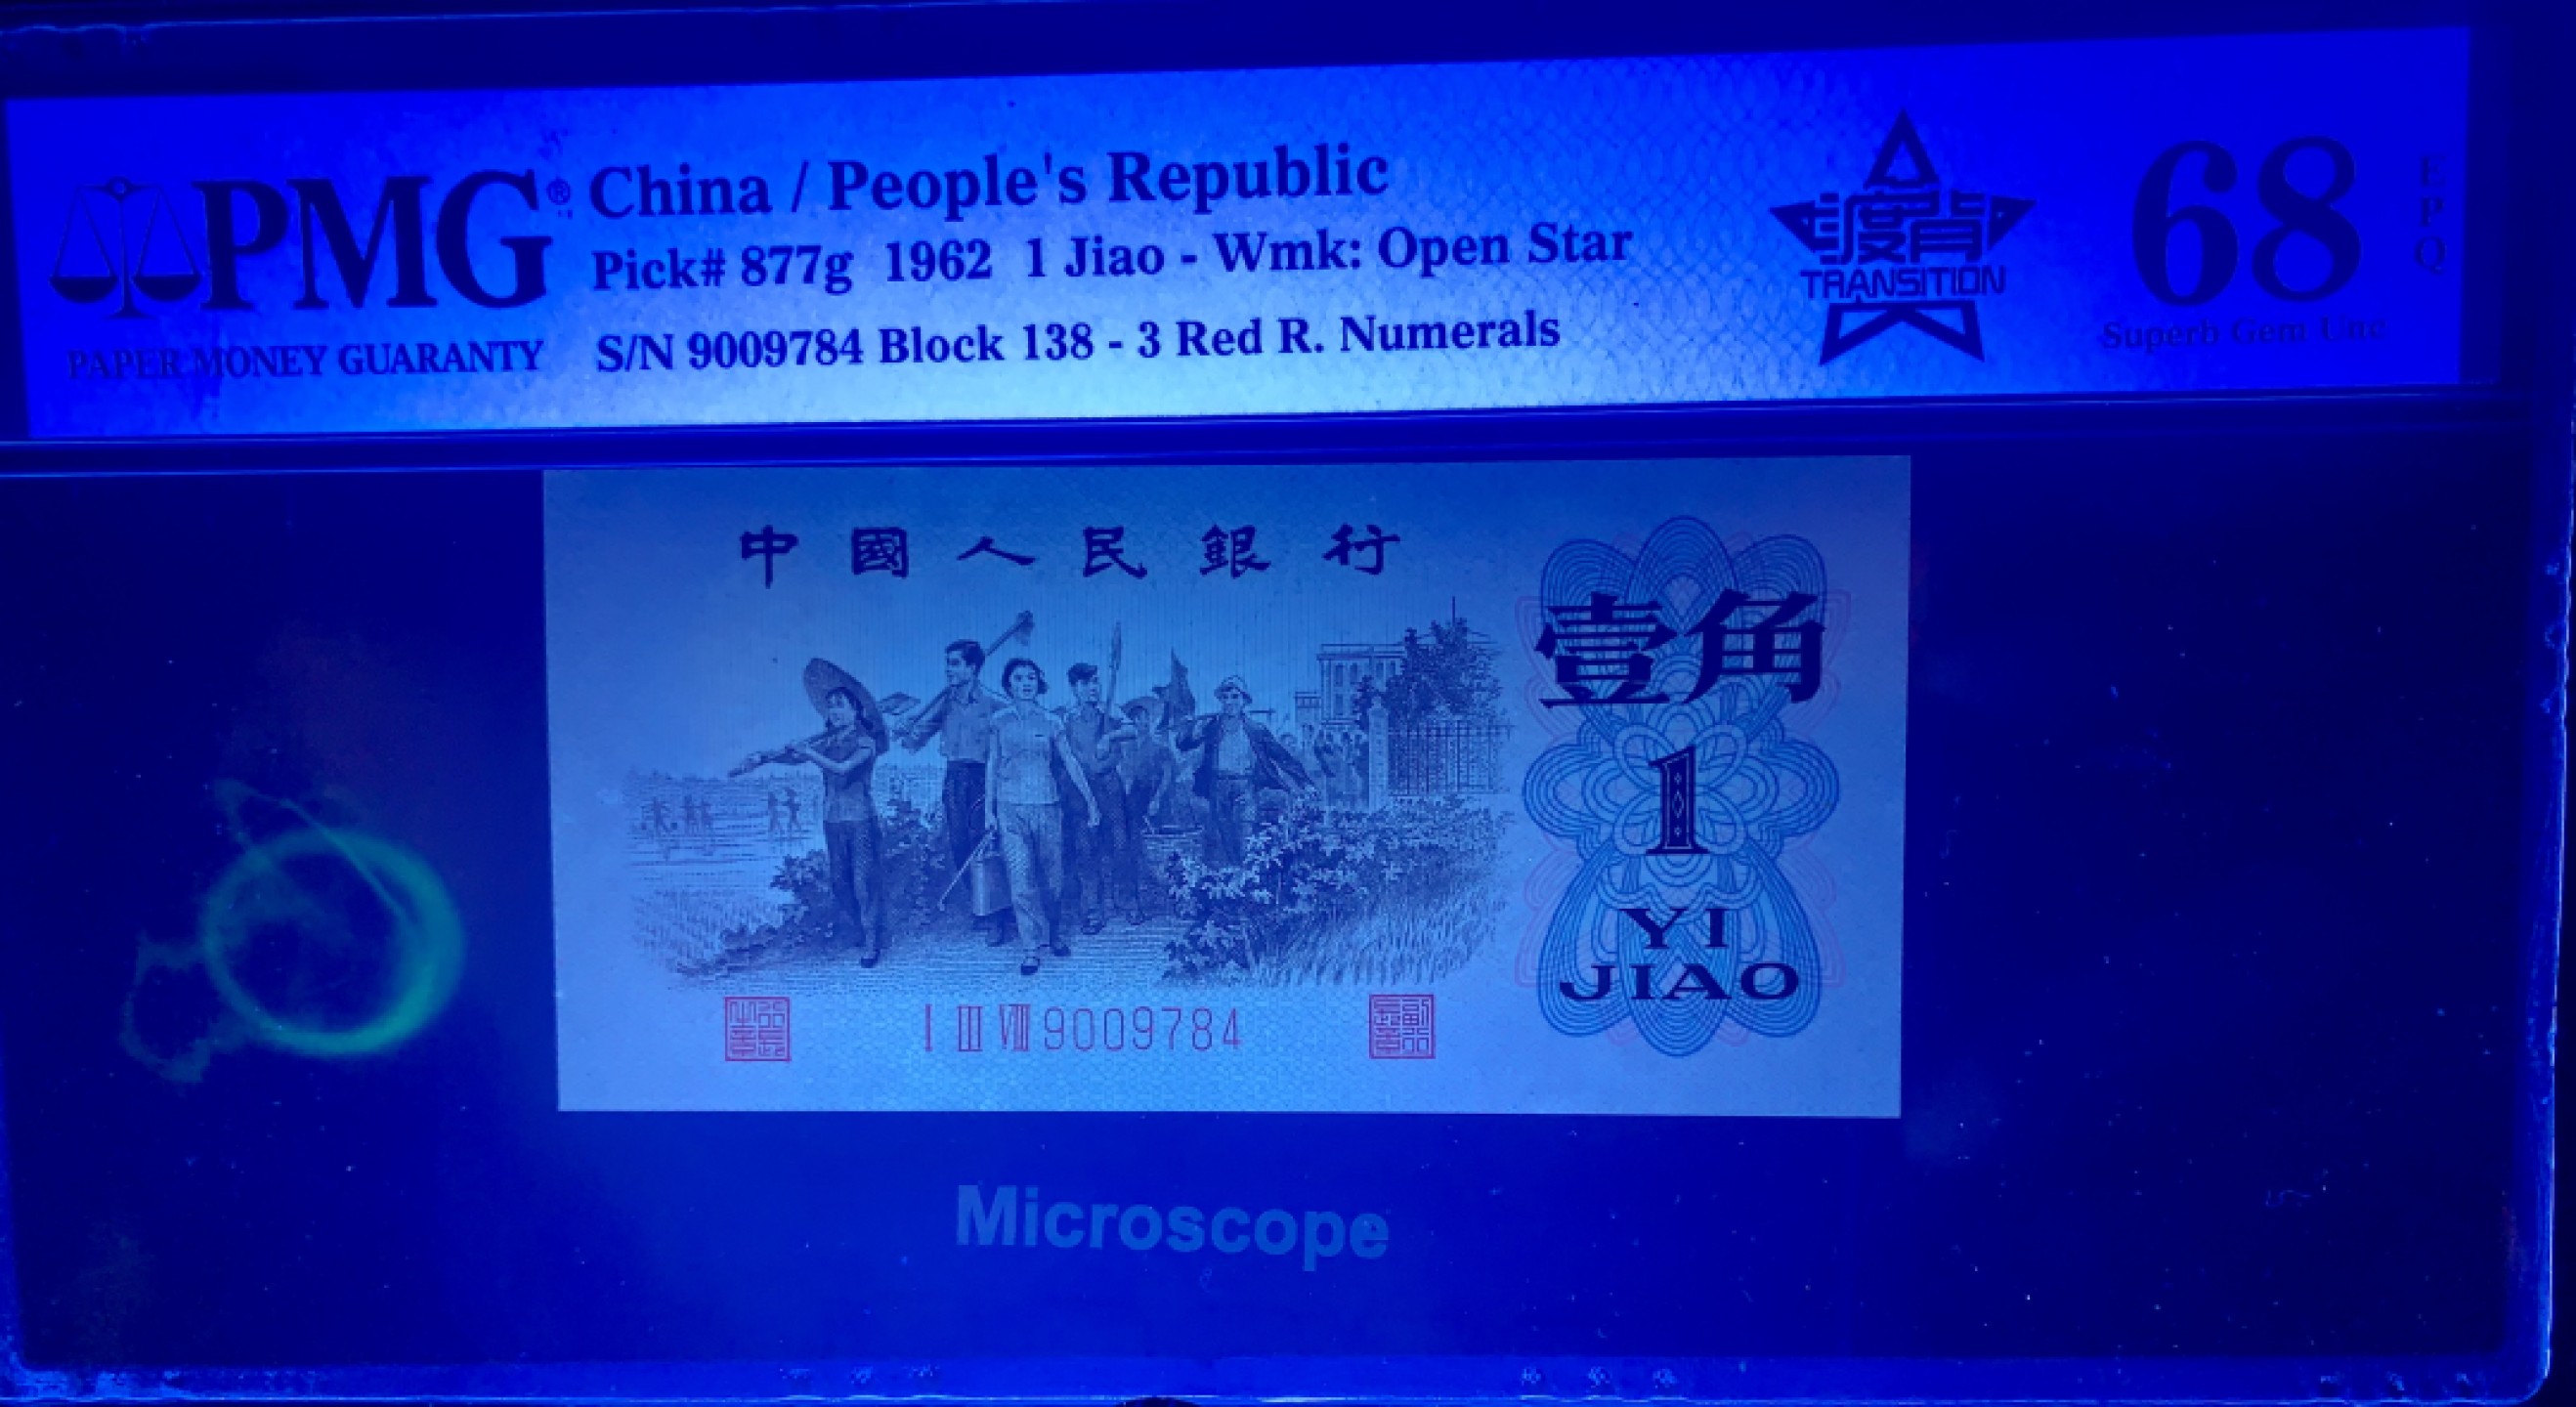 PMG®
PAPER MONEY GUARANTY
China / People's Republic
Pick# 877g 1962 1 Jiao - Wmk: Open Star
S/N 9009784 Block 138 - 3 Red R. Numerals
渡背
TRANSITION
68
EPQ
Superb Gem Unc
中國人民銀行
壹角
1
YI
JIAO
I III VIII 9009784
Microscope